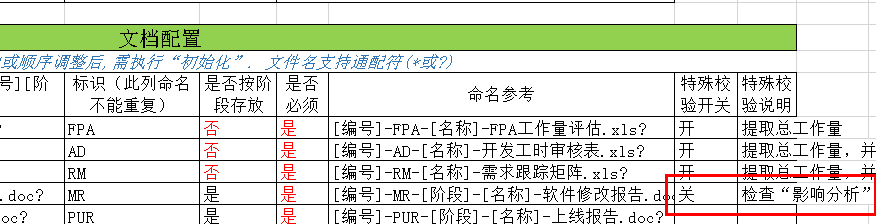 文档配置
或顺序调整后,需执行“初始化”. 文件名支持通配符(*或?)
号][阶 标识(此列命名不能重复) 是否按阶段存放 是否必须 命名参考 特殊校验开关 特殊校验说明
? FPA 否 是 [编号]-FPA-[名称]-FPA工作量评估.xls? 开 提取总工作量
AD 否 是 [编号]-AD-[名称]-开发工时审核表.xls? 开 提取总工作量,并
RM 否 是 [编号]-RM-[名称]-需求跟踪矩阵.xls? 开 提取总工作量,并
.doc? MR 是 是 [编号]-MR-[阶段]-[名称]-软件修改报告.doc 关 检查“影响分析”
PUR 是 是 [编号]-PUR-[名称]-上线报告.doc?